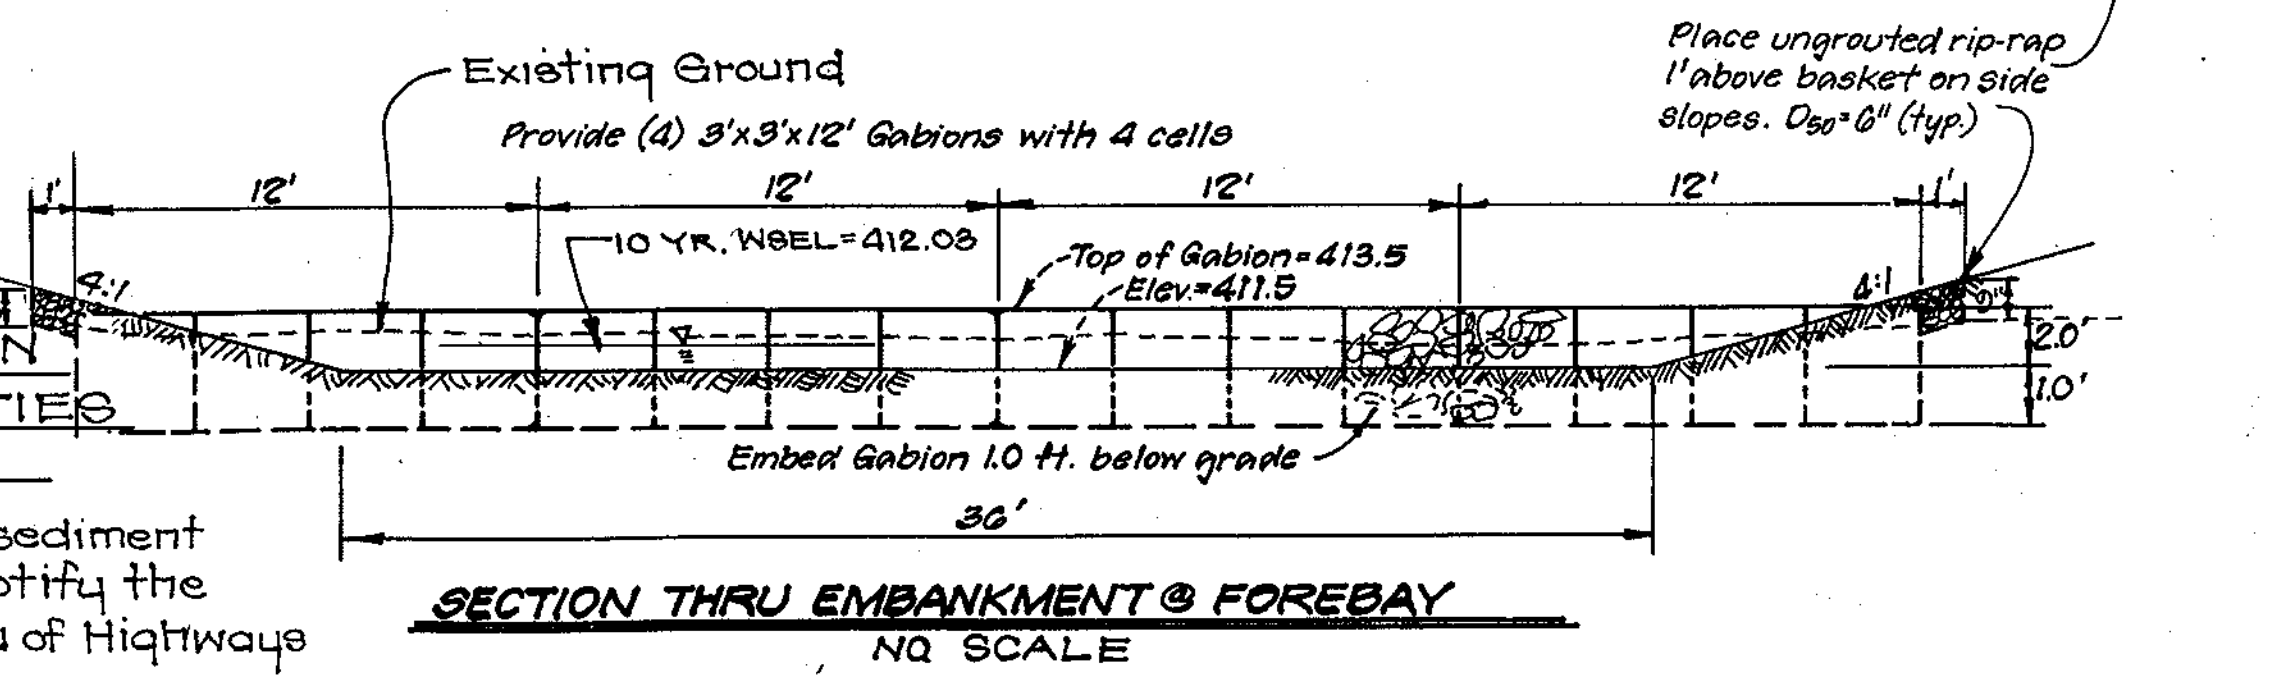 Place ungrouted rip-rap
1' above basket on side
slopes. D50=6" (typ.)
Existing Ground
Provide (4) 3'x3'x12' Gabions with 4 cells
1'
12'
12'
12'
12'
1'
10 YR. WSEL=412.03
Top of Gabion=413.5
Elev.=411.5
4:1
4:1
9"
2.0'
1.0'
N
TIES
Embed Gabion 1.0 ft. below grade
36'
sediment
otify the
of Highways
SECTION THRU EMBANKMENT @ FOREBAY
NO SCALE